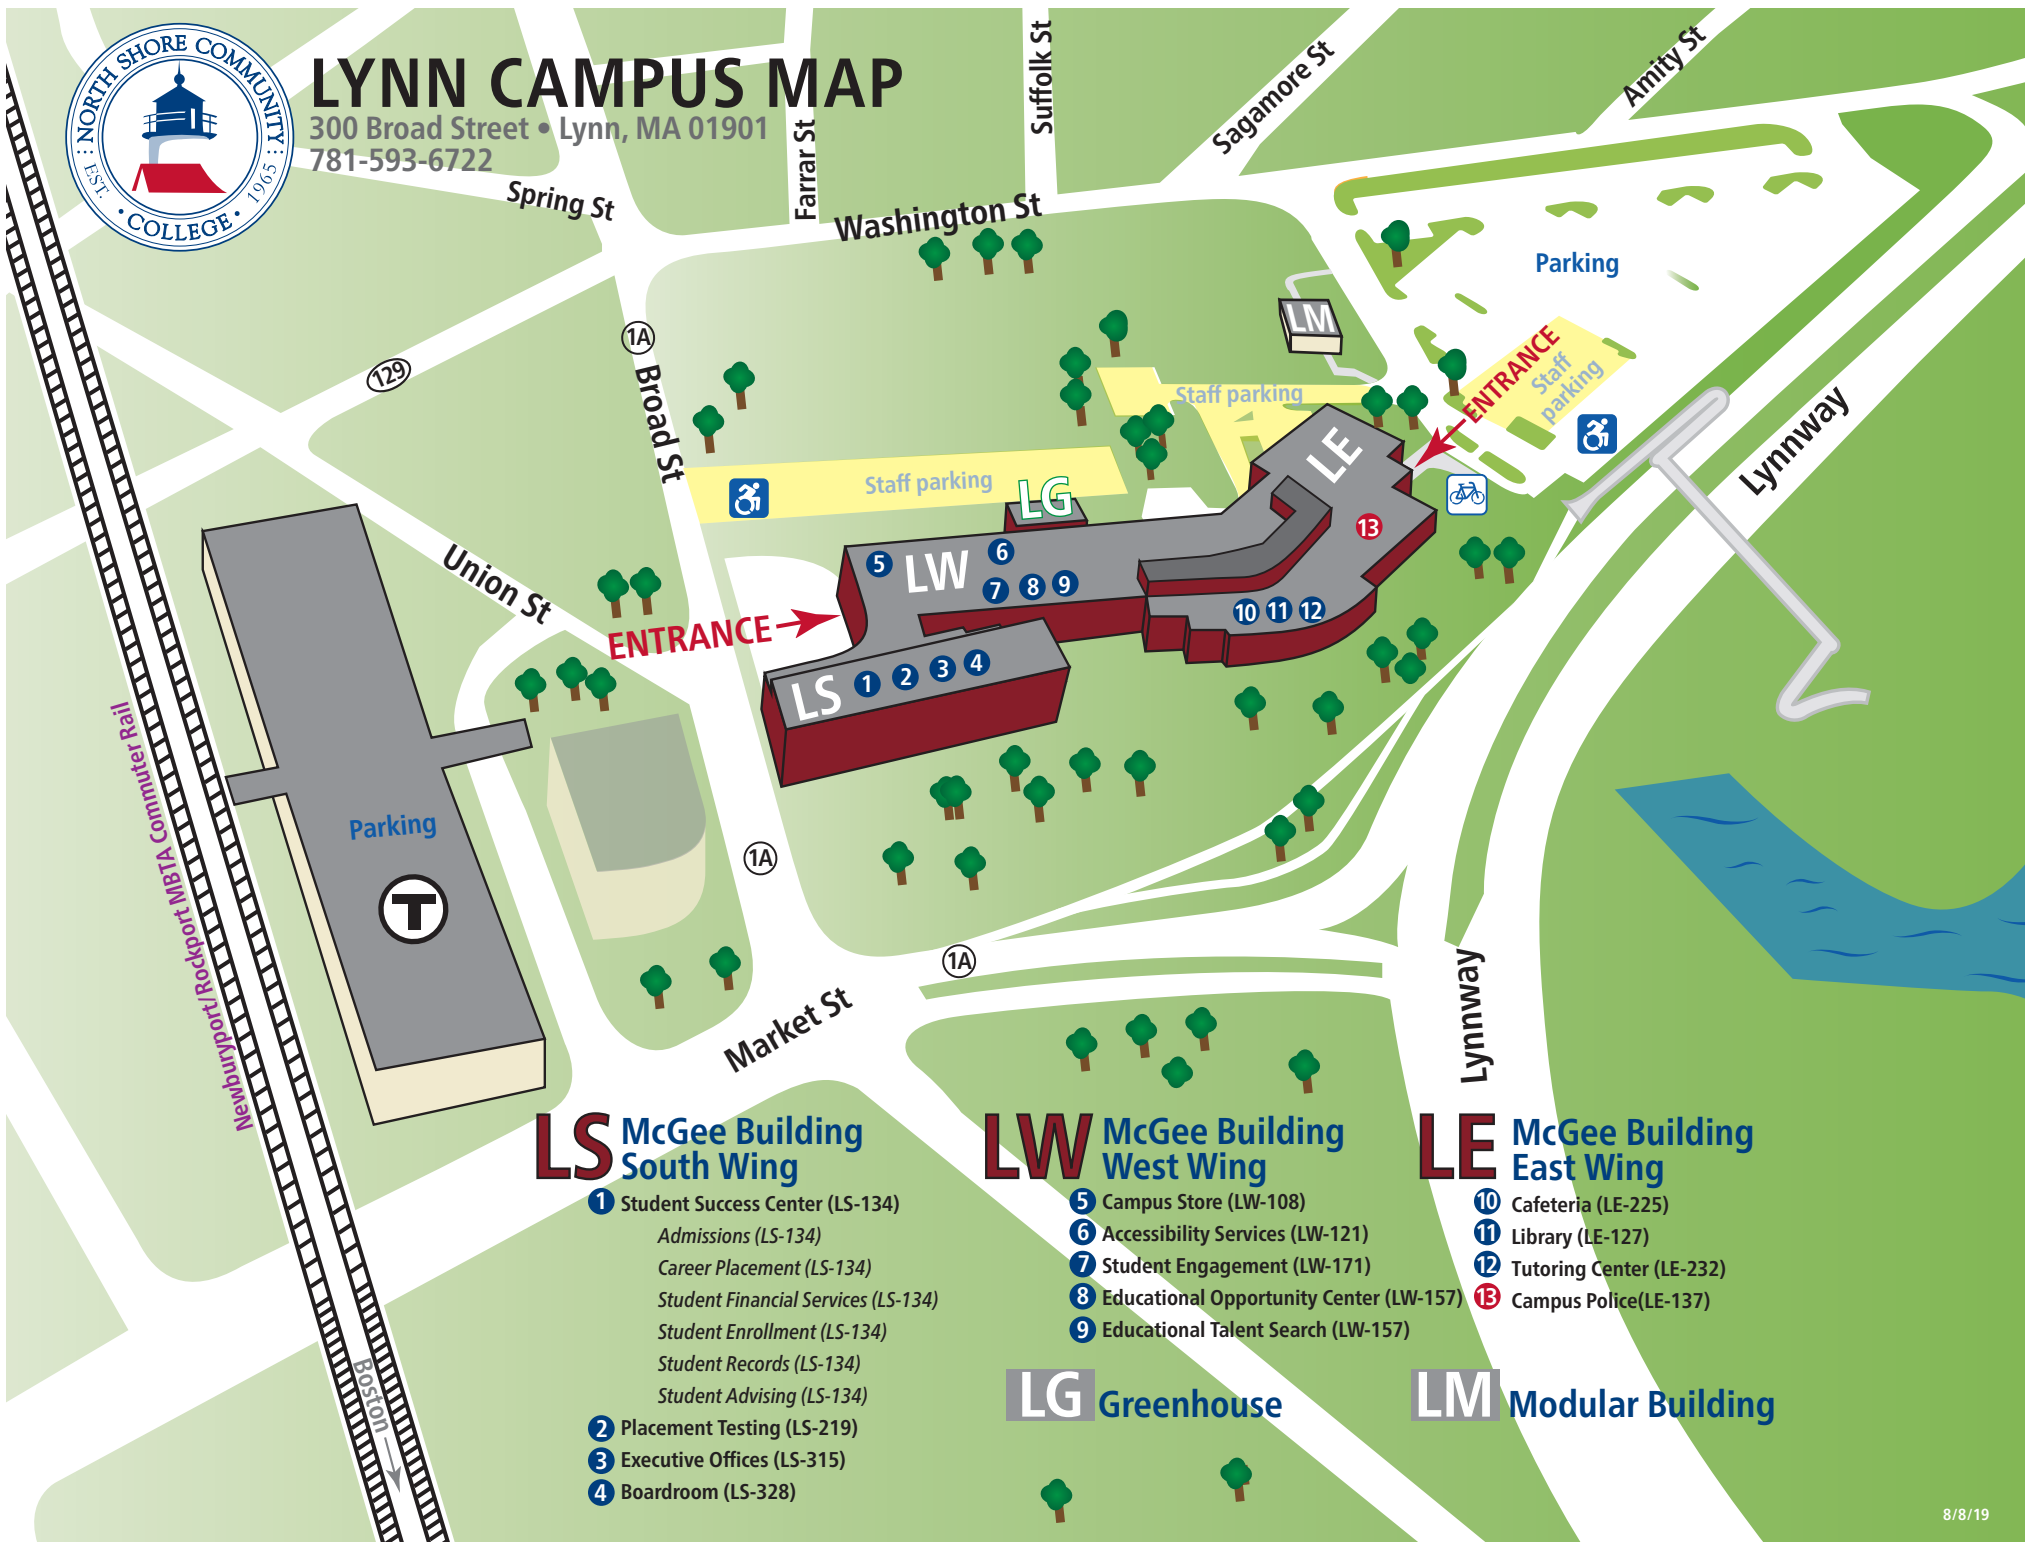 NORTH SHORE COMMUNITY
COLLEGE
EST. 1965
LYNN CAMPUS MAP
300 Broad Street • Lynn, MA 01901
781-593-6722
Spring St
Farrar St
Suffolk St
Sagamore St
Amity St
Washington St
Parking
LM
129
1A
Broad St
Staff parking
ENTRANCE
Staff
parking
Lynnway
Staff parking
LG
LE
13
Union St
5
LW
6
7
8
9
10
11
12
ENTRANCE
LS
1
2
3
4
Newburyport/Rockport MBTA Commuter Rail
Parking
T
1A
1A
Market St
Lynnway
LS
McGee Building
South Wing
1 Student Success Center (LS-134)
Admissions (LS-134)
Career Placement (LS-134)
Student Financial Services (LS-134)
Student Enrollment (LS-134)
Student Records (LS-134)
Student Advising (LS-134)
2 Placement Testing (LS-219)
3 Executive Offices (LS-315)
4 Boardroom (LS-328)
LW
McGee Building
West Wing
5 Campus Store (LW-108)
6 Accessibility Services (LW-121)
7 Student Engagement (LW-171)
8 Educational Opportunity Center (LW-157)
9 Educational Talent Search (LW-157)
LE
McGee Building
East Wing
10 Cafeteria (LE-225)
11 Library (LE-127)
12 Tutoring Center (LE-232)
13 Campus Police(LE-137)
LG Greenhouse
LM Modular Building
Boston
8/8/19